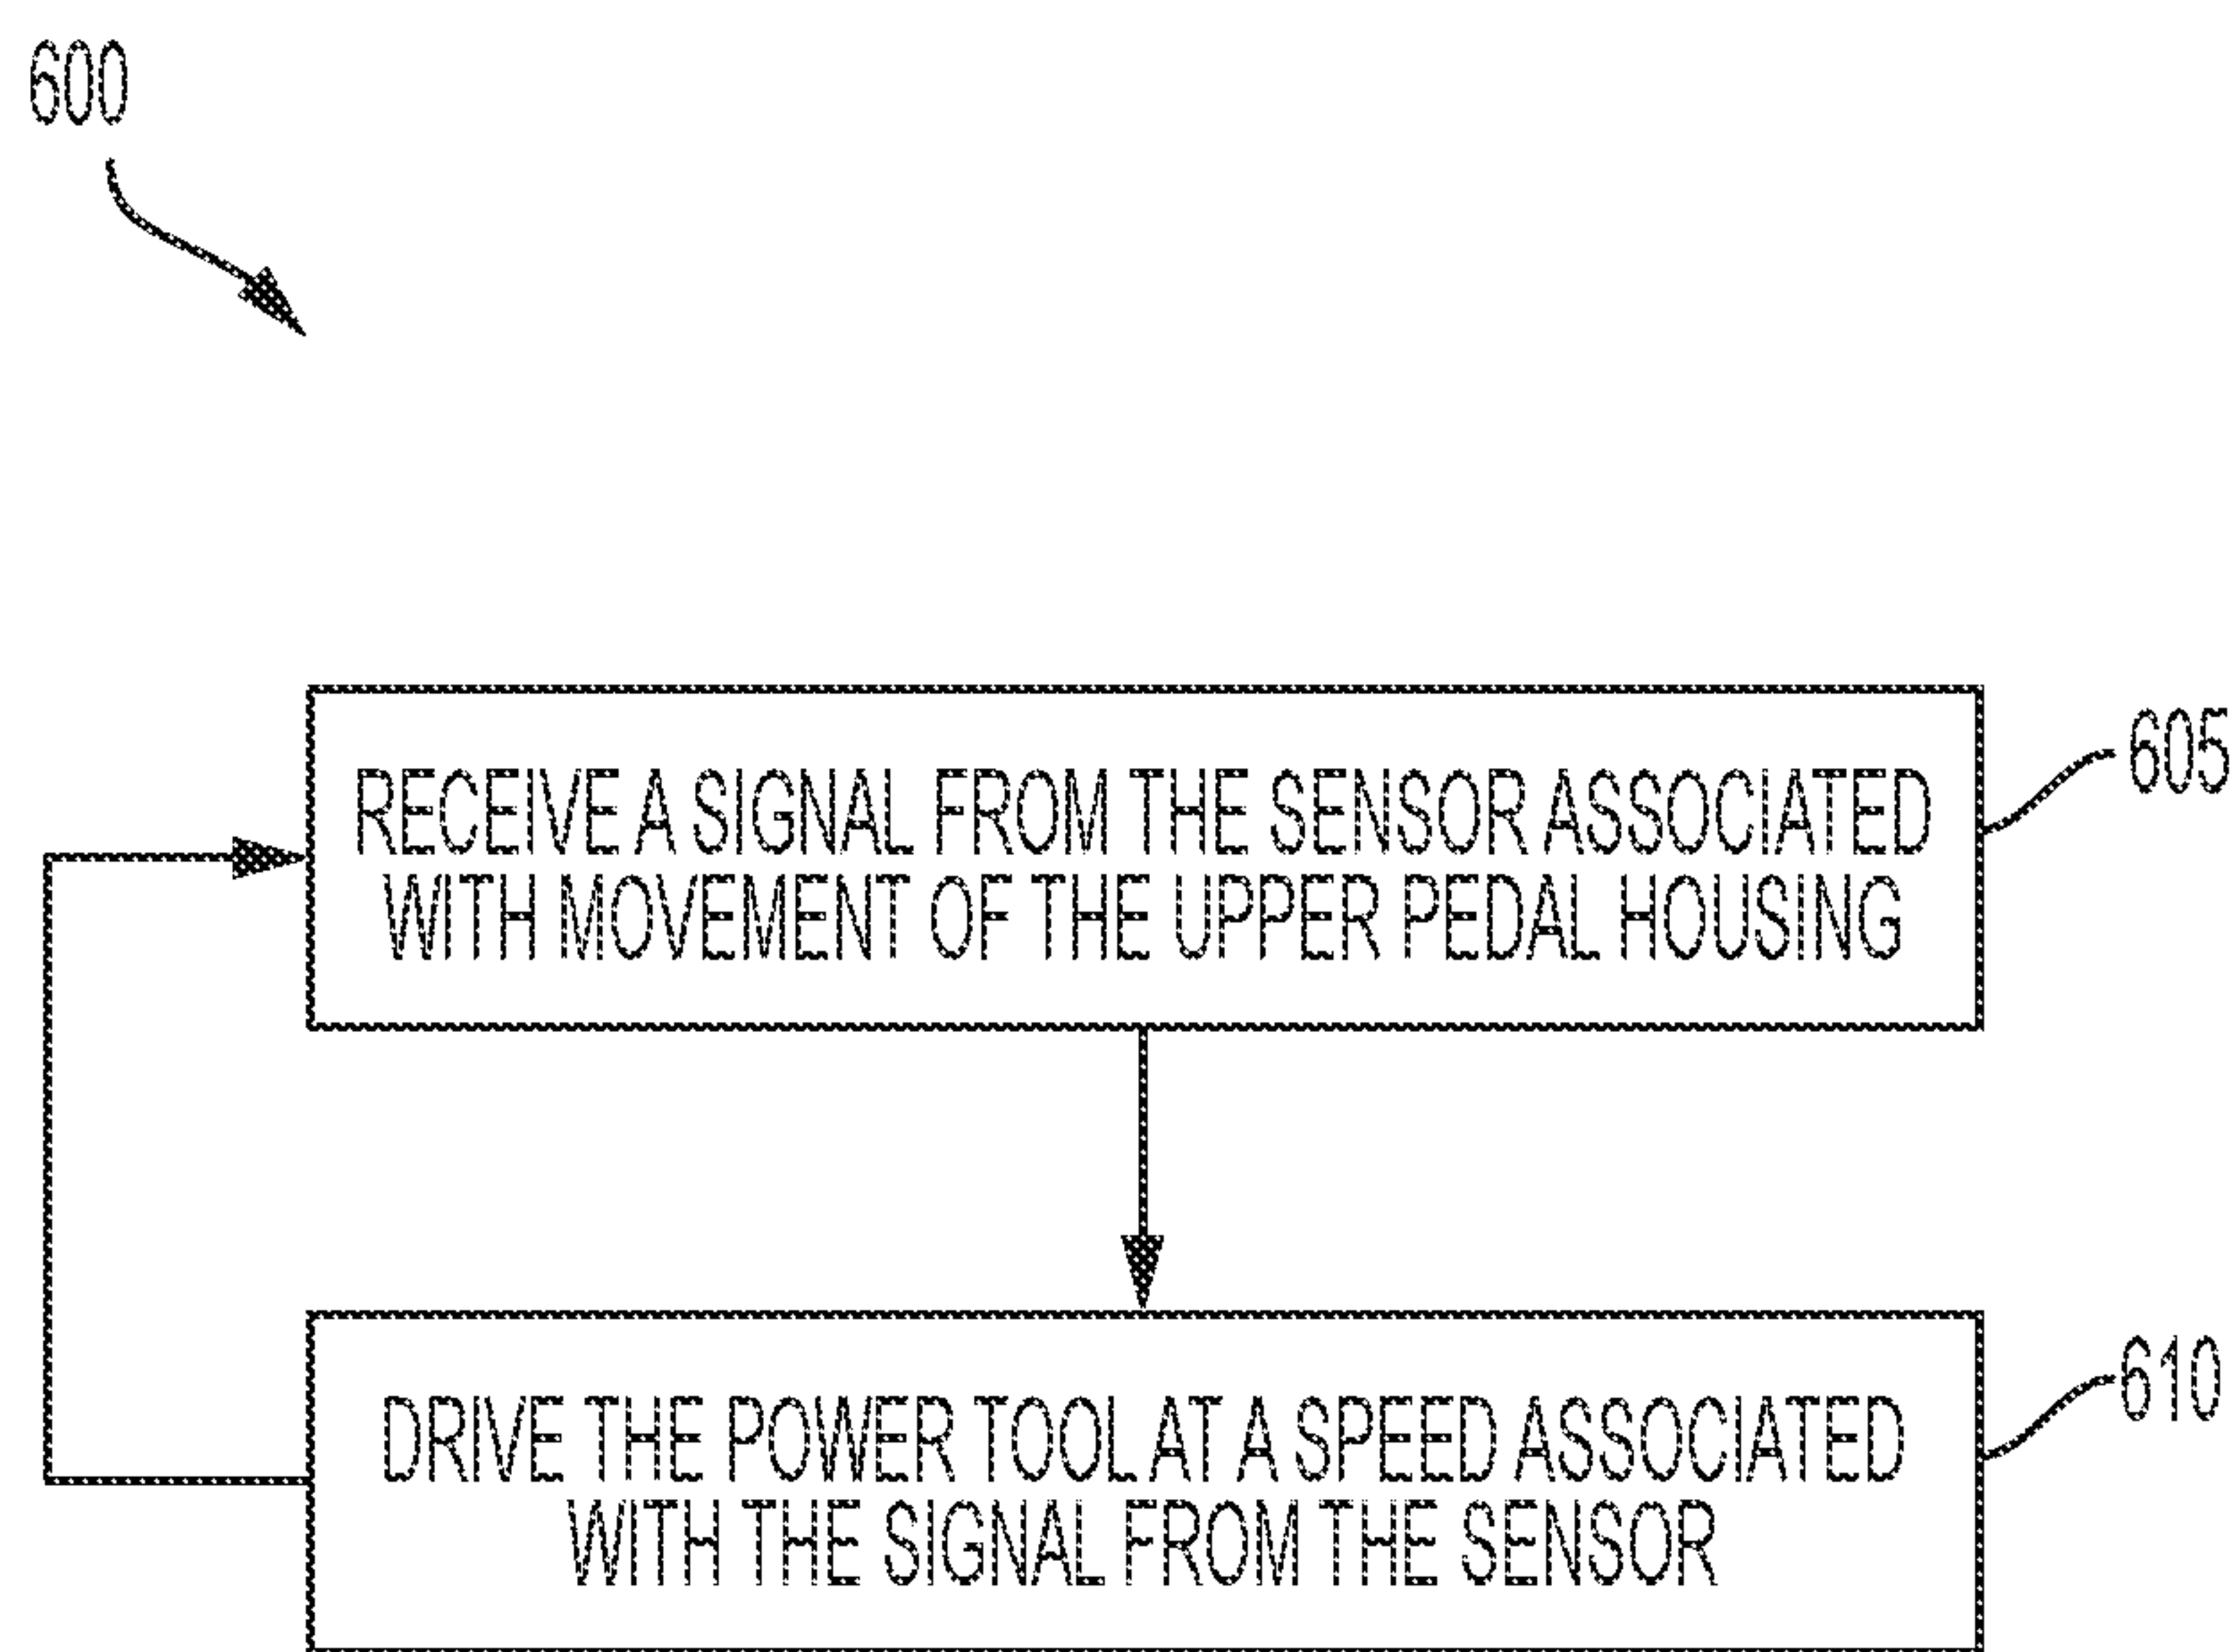 600
RECEIVE A SIGNAL FROM THE SENSOR ASSOCIATED
WITH MOVEMENT OF THE UPPER PEDAL HOUSING
605
DRIVE THE POWER TOOL AT A SPEED ASSOCIATED
WITH THE SIGNAL FROM THE SENSOR
610